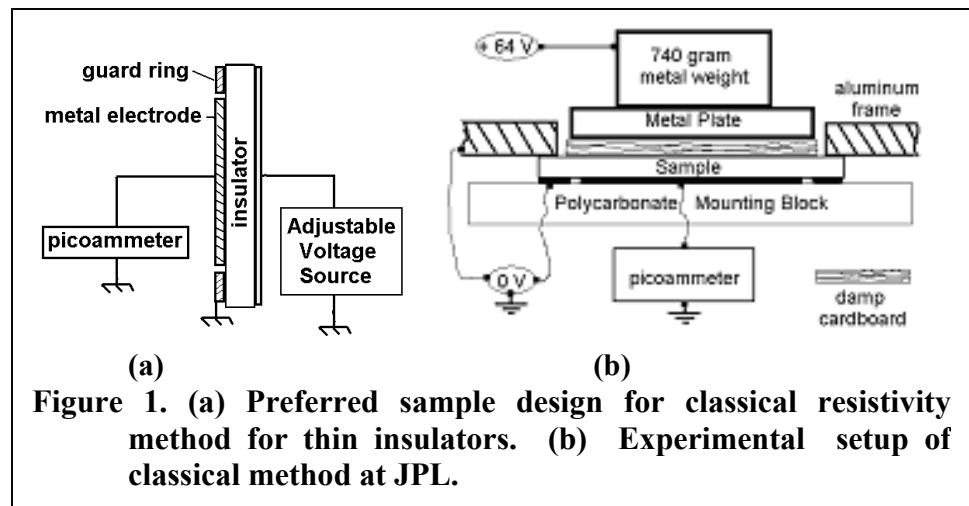 guard ring
metal electrode
insulator
picoammeter
Adjustable
Voltage
Source
(a)
+ 64 V
740 gram
metal weight
aluminum
frame
Metal Plate
Sample
Polycarbonate Mounting Block
0 V
picoammeter
damp
cardboard
(b)
Figure 1. (a) Preferred sample design for classical resistivity
method for thin insulators. (b) Experimental setup of
classical method at JPL.